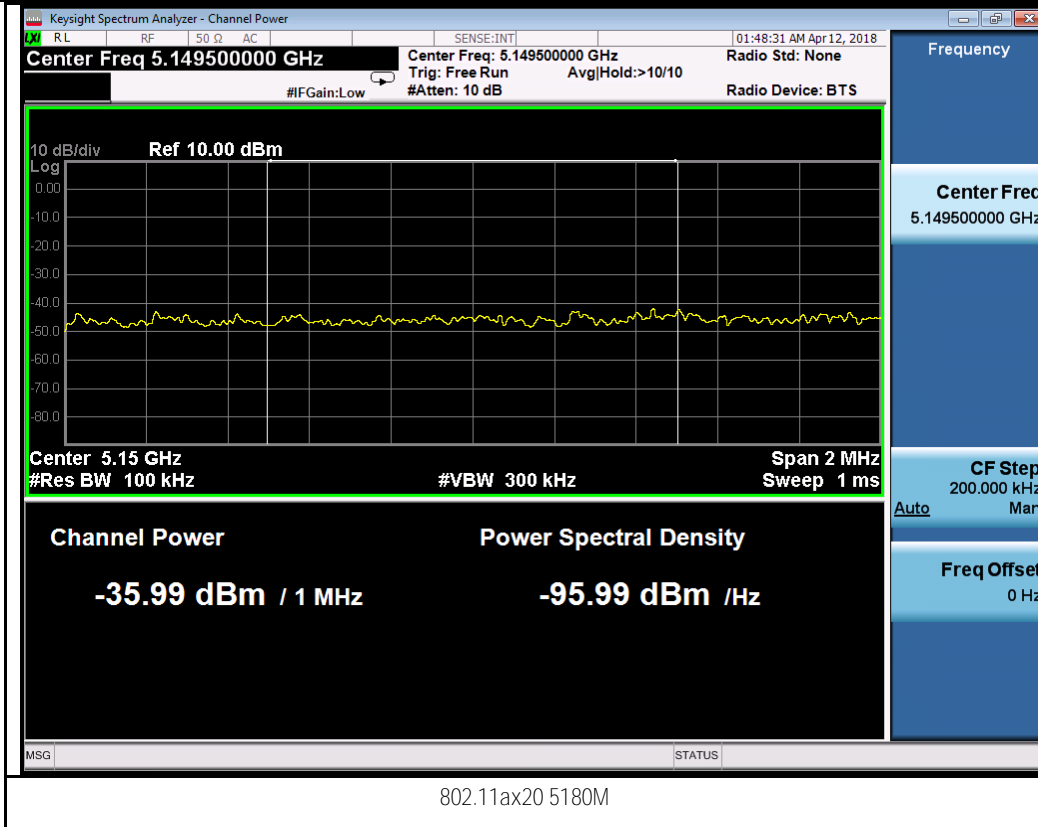 Keysight Spectrum Analyzer - Channel Power
LXI RL RF 50 Ω AC SENSE:INT 01:48:31 AM Apr 12, 2018
Center Freq 5.149500000 GHz
Center Freq: 5.149500000 GHz
Radio Std: None
Trig: Free Run Avg|Hold:>10/10
#IFGain:Low
#Atten: 10 dB
Radio Device: BTS
Frequency
10 dB/div Ref 10.00 dBm
Log
0.00
-10.0
-20.0
-30.0
-40.0
-50.0
-60.0
-70.0
-80.0
Center 5.15 GHz Span 2 MHz
#Res BW 100 kHz #VBW 300 kHz Sweep 1 ms
Channel Power Power Spectral Density
-35.99 dBm / 1 MHz -95.99 dBm /Hz
Center Freq
5.149500000 GHz
CF Step
200.000 kHz
Auto Man
Freq Offset
0 Hz
MSG STATUS
802.11ax20 5180M